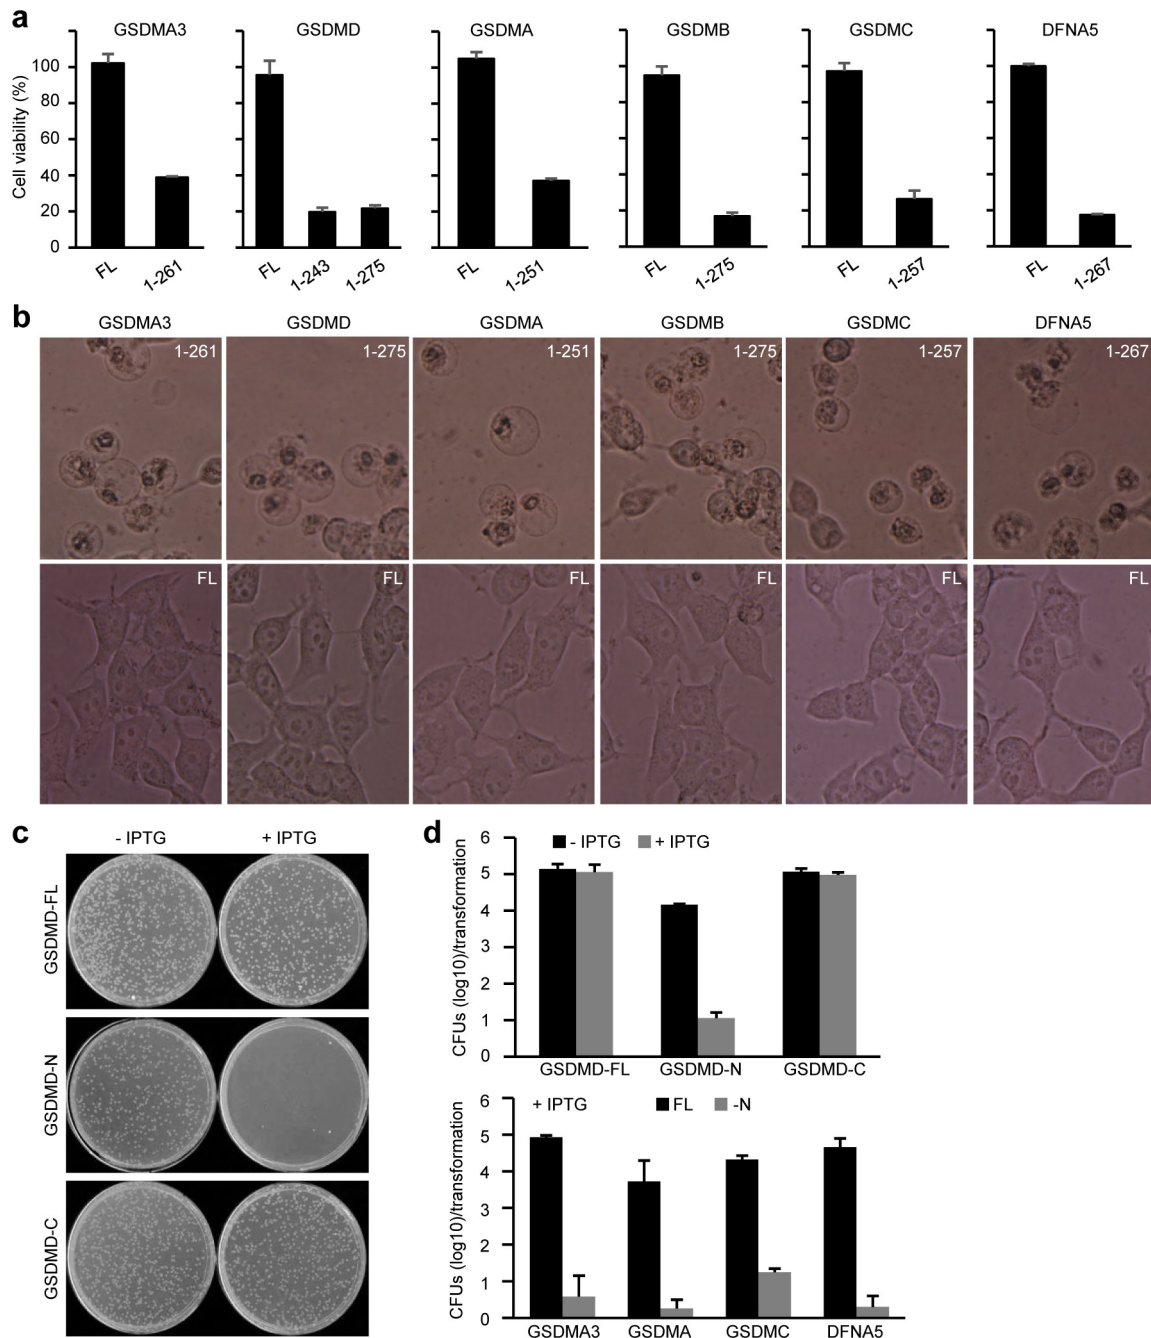 a
GSDMA3 GSDMD GSDMA GSDMB GSDMC DFNA5
Cell viability (%)
100
80
60
40
20
0
FL 1-261 FL 1-243 1-275 FL 1-251 FL 1-275 FL 1-257 FL 1-267
b
GSDMA3 GSDMD GSDMA GSDMB GSDMC DFNA5
1-261 1-275 1-251 1-275 1-257 1-267
FL FL FL FL FL FL
c
- IPTG + IPTG
GSDMD-FL
GSDMD-N
GSDMD-C
d
CFUs (log10)/transformation
6
5
4
3
2
1
0
- IPTG + IPTG
GSDMD-FL GSDMD-N GSDMD-C
CFUs (log10)/transformation
6
5
4
3
2
1
0
+ IPTG FL -N
GSDMA3 GSDMA GSDMC DFNA5